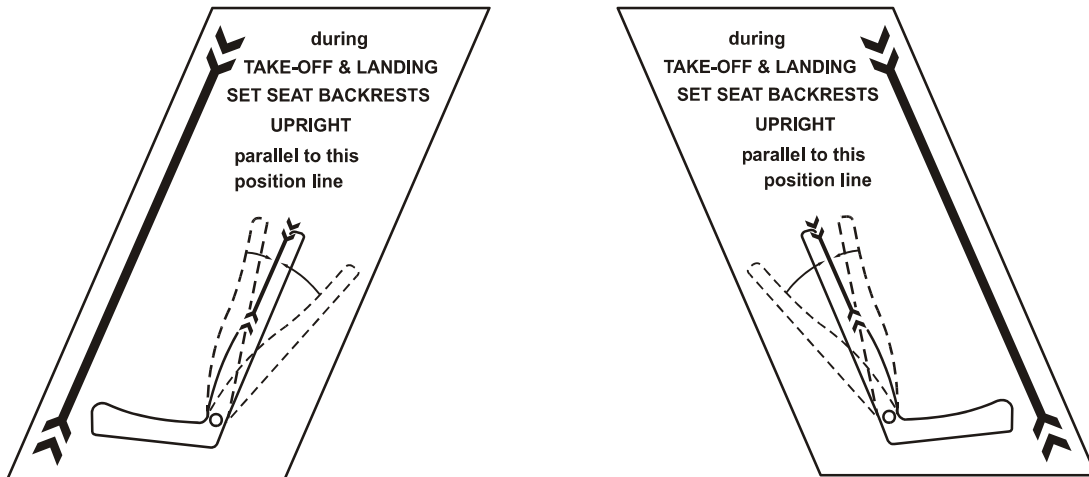 during
TAKE-OFF & LANDING
SET SEAT BACKRESTS
UPRIGHT
parallel to this
position line
during
TAKE-OFF & LANDING
SET SEAT BACKRESTS
UPRIGHT
parallel to this
position line